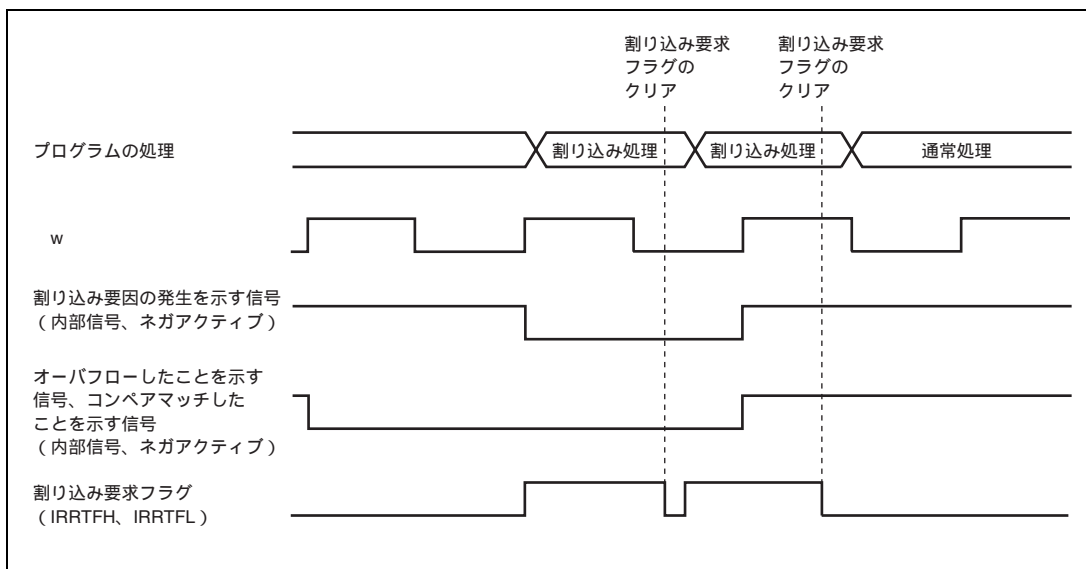 割り込み要求
フラグの
クリア
割り込み要求
フラグの
クリア
プログラムの処理
割り込み処理
割り込み処理
通常処理
w
割り込み要因の発生を示す信号
（内部信号、ネガアクティブ）
オーバフローしたことを示す
信号、コンペアマッチした
ことを示す信号
（内部信号、ネガアクティブ）
割り込み要求フラグ
（IRRTFH、IRRTFL）